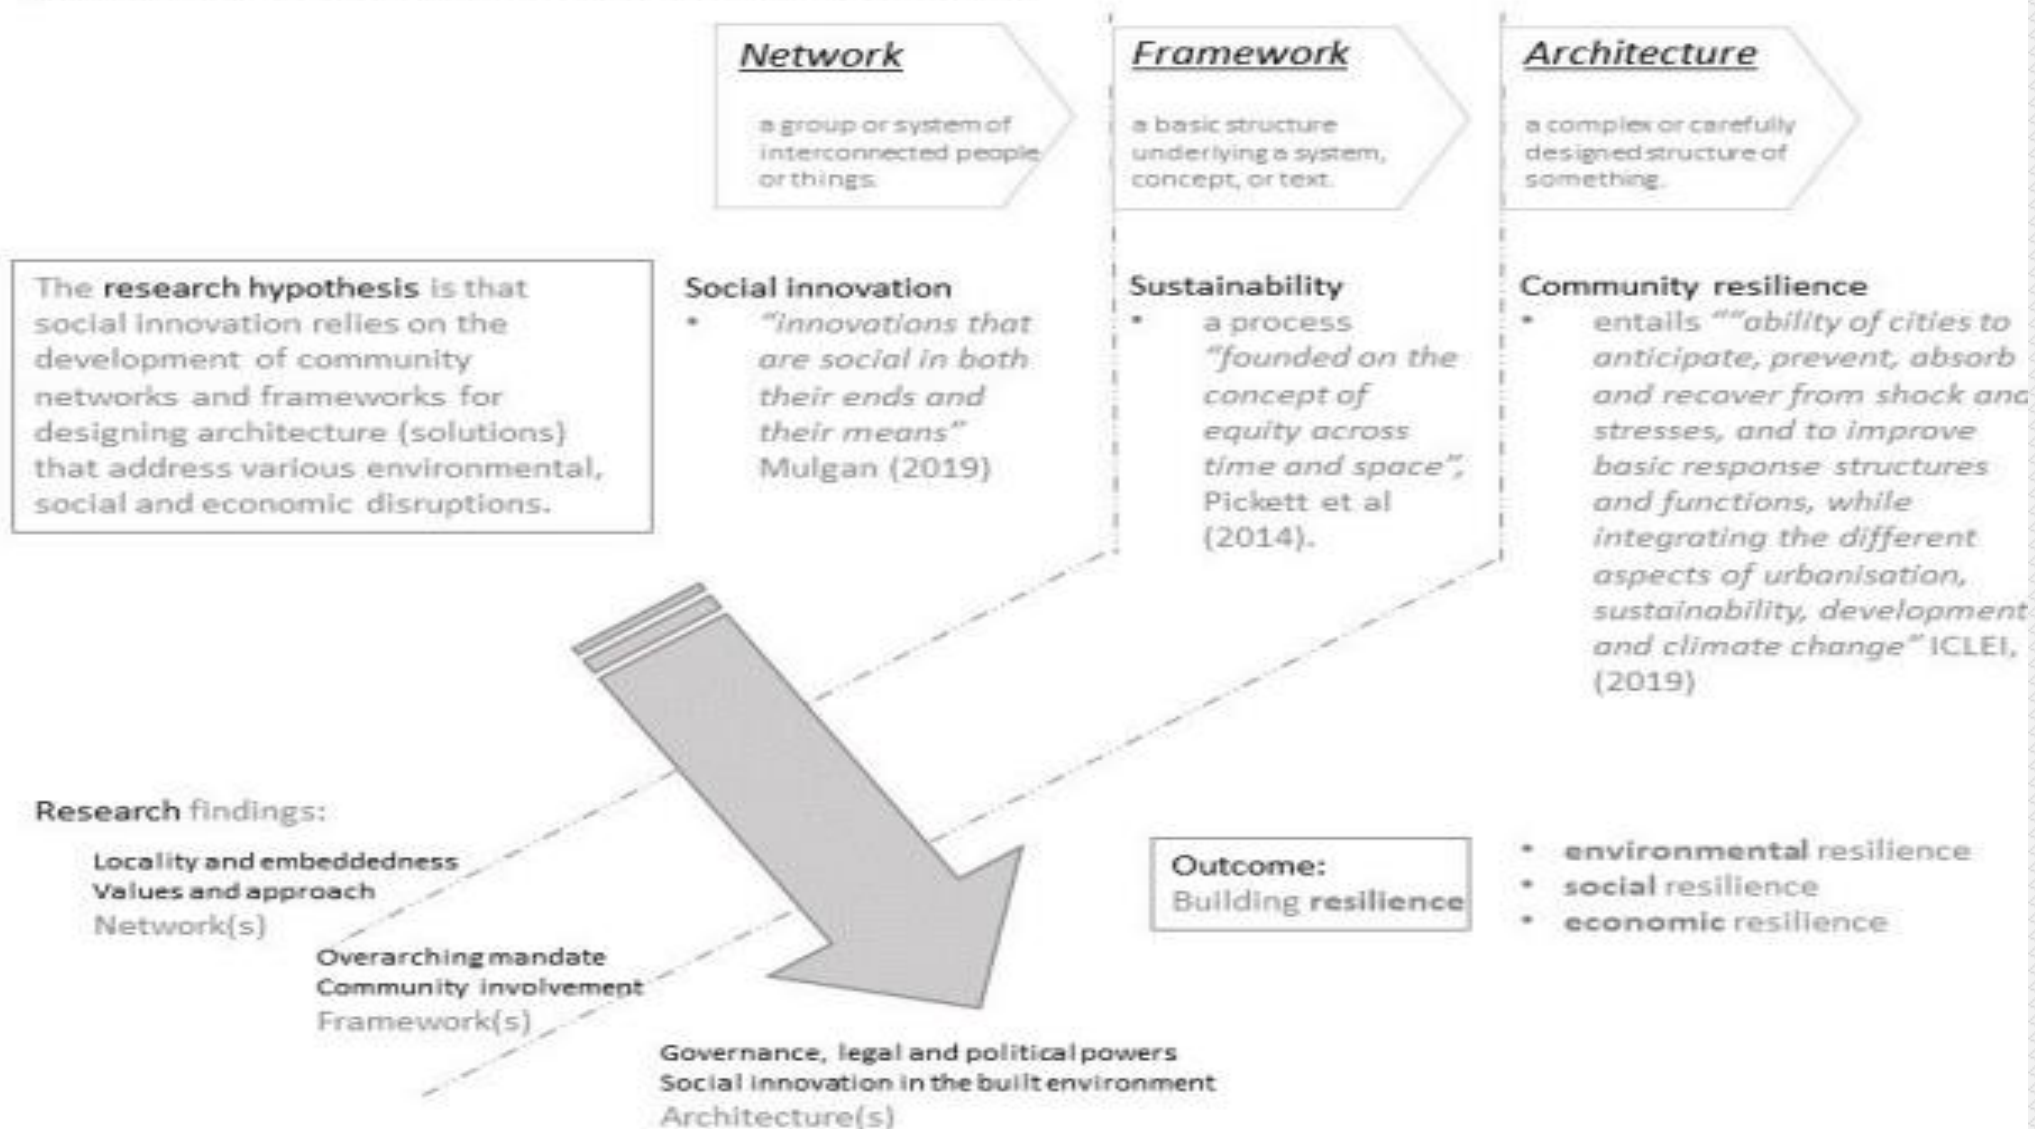 Network
a group or system of
interconnected people
or things.
Framework
a basic structure
underlying a system,
concept, or text.
Architecture
a complex or carefully
designed structure of
something.
The research hypothesis is that
social innovation relies on the
development of community
networks and frameworks for
designing architecture (solutions)
that address various environmental,
social and economic disruptions.
Social innovation
• "innovations that
are social in both
their ends and
their means"
Mulgan (2019)
Sustainability
• a process
"founded on the
concept of
equity across
time and space",
Pickett et al
(2014).
Community resilience
• entails ""ability of cities to
anticipate, prevent, absorb
and recover from shock and
stresses, and to improve
basic response structures
and functions, while
integrating the different
aspects of urbanisation,
sustainability, development
and climate change" ICLEI,
(2019)
Research findings:
Locality and embeddedness
Values and approach
Network(s)
Overarching mandate
Community involvement
Framework(s)
Governance, legal and political powers
Social innovation in the built environment
Architecture(s)
Outcome:
Building resilience
• environmental resilience
• social resilience
• economic resilience